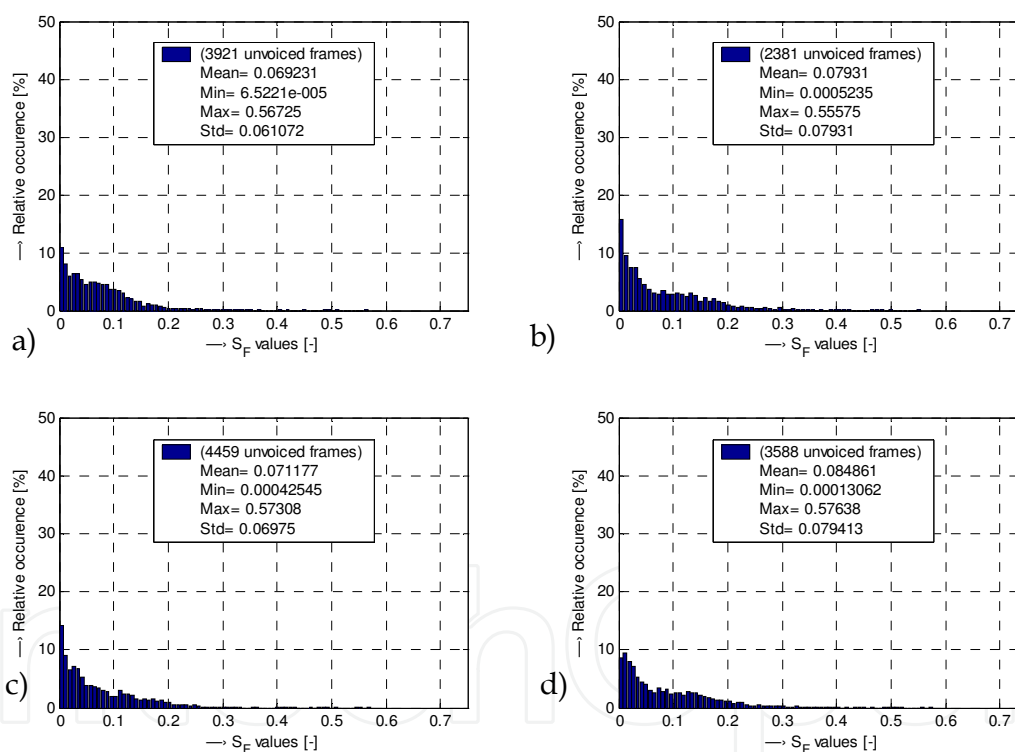 50
40
30
20
10
0
⟶ Relative occurence [%]
(3921 unvoiced frames)
Mean= 0.069231
Min= 6.5221e-005
Max= 0.56725
Std= 0.061072
0 0.1 0.2 0.3 0.4 0.5 0.6 0.7
⟶ S_F values [-]
a)
50
40
30
20
10
0
⟶ Relative occurence [%]
(2381 unvoiced frames)
Mean= 0.07931
Min= 0.0005235
Max= 0.55575
Std= 0.07931
0 0.1 0.2 0.3 0.4 0.5 0.6 0.7
⟶ S_F values [-]
b)
50
40
30
20
10
0
⟶ Relative occurence [%]
(4459 unvoiced frames)
Mean= 0.071177
Min= 0.00042545
Max= 0.57308
Std= 0.06975
0 0.1 0.2 0.3 0.4 0.5 0.6 0.7
⟶ S_F values [-]
c)
50
40
30
20
10
0
⟶ Relative occurence [%]
(3588 unvoiced frames)
Mean= 0.084861
Min= 0.00013062
Max= 0.57638
Std= 0.079413
0 0.1 0.2 0.3 0.4 0.5 0.6 0.7
⟶ S_F values [-]
d)